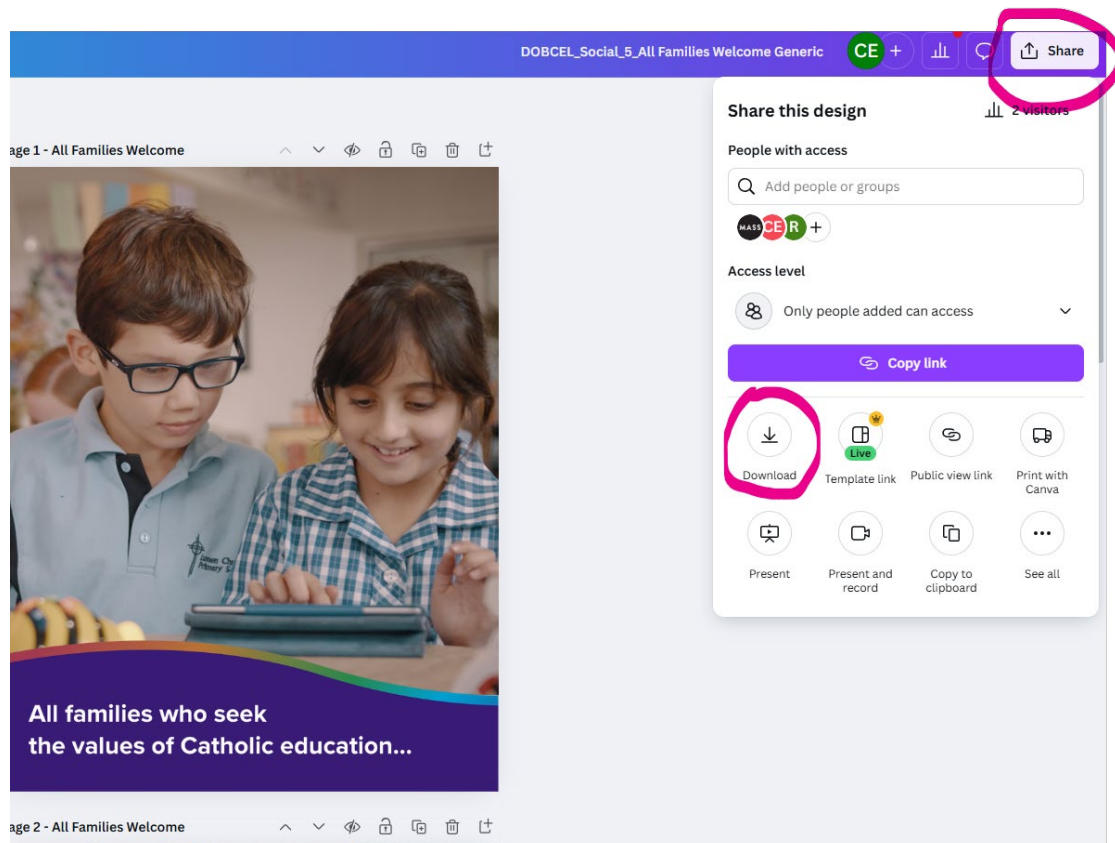 DOBCEL_Social_5_All Families Welcome Generic
CE
Share
Share this design
2 visitors
People with access
Add people or groups
MASS CE R
Access level
Only people added can access
Copy link
Download
Live
Template link
Public view link
Print with
Canva
Present
Present and
record
Copy to
clipboard
See all
age 1 - All Families Welcome
Primary
All families who seek
the values of Catholic education...
age 2 - All Families Welcome